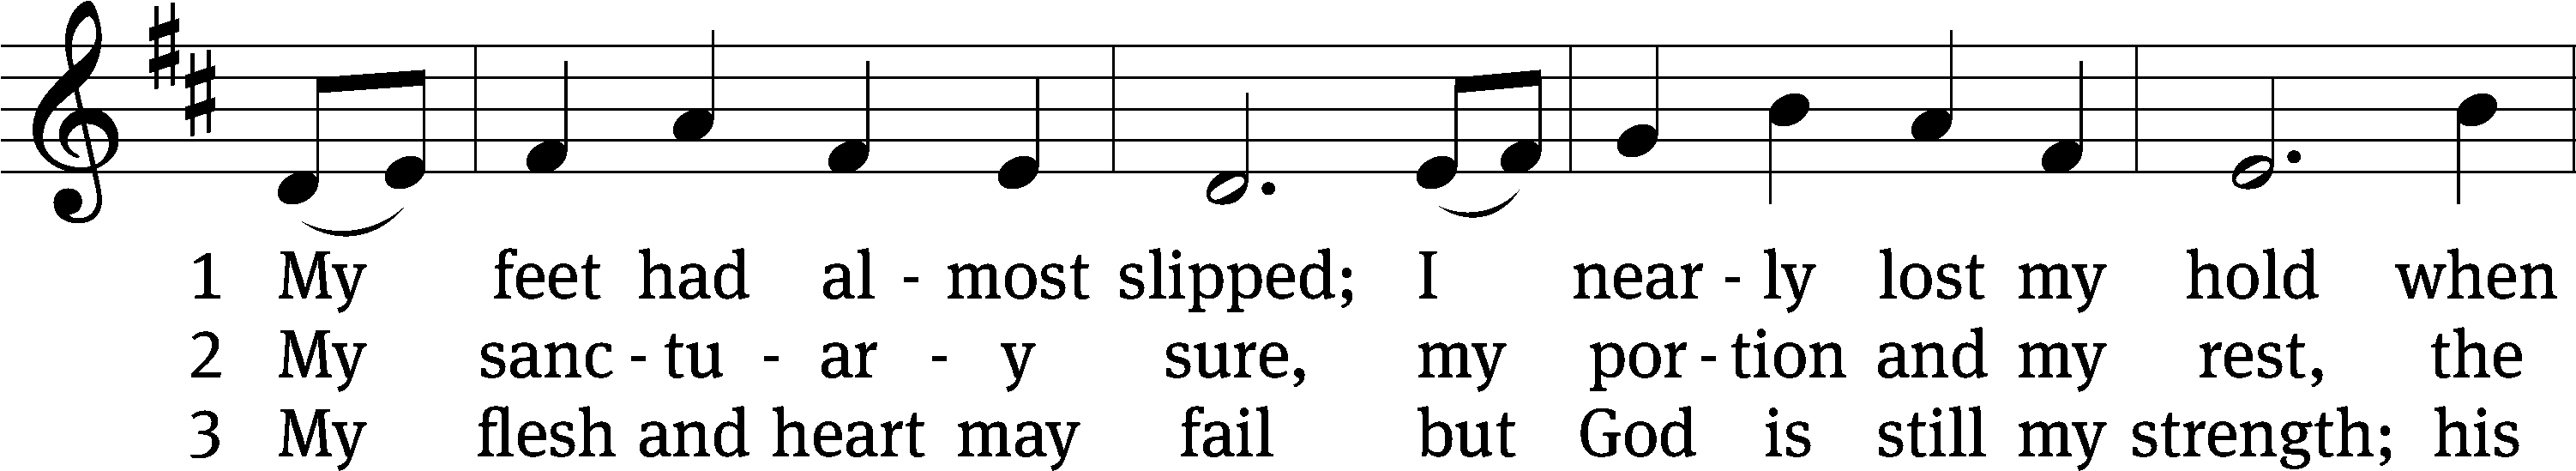 1 My feet had al - most slipped; I near - ly lost my hold when
2 My sanc - tu - ar - y sure, my por - tion and my rest, the
3 My flesh and heart may fail but God is still my strength; his